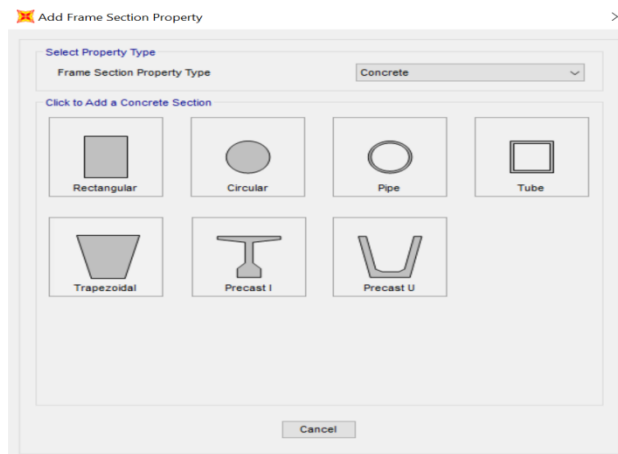 Add Frame Section Property
Select Property Type
Frame Section Property Type
Concrete
Click to Add a Concrete Section
Rectangular
Circular
Pipe
Tube
Trapezoidal
Precast I
Precast U
Cancel